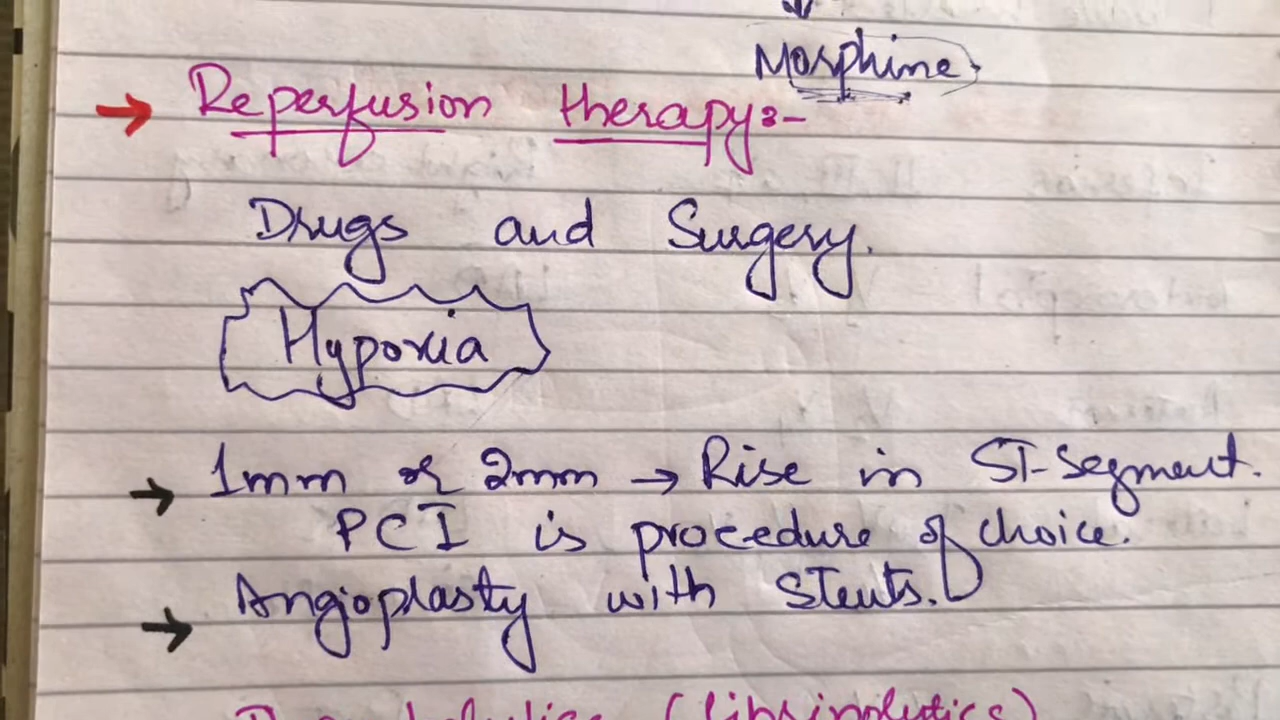 Morphine
→ Reperfusion therapy:-
Drugs and Surgery.
Hypoxia
→ 1mm or 2mm → Rise in ST-Segment.
PCI is procedure of choice.
→ Angioplasty with STents.
(fibrinolytics)